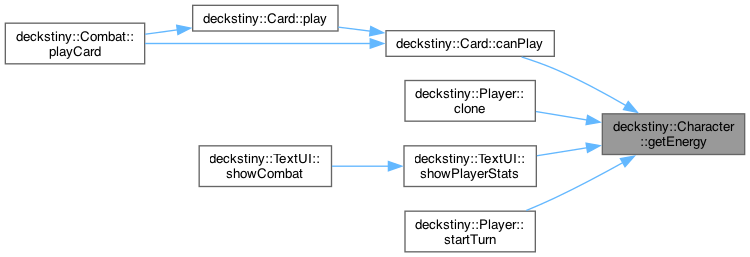 deckstiny::Combat::
playCard
deckstiny::Card::play
deckstiny::Card::canPlay
deckstiny::Player::
clone
deckstiny::Character
::getEnergy
deckstiny::TextUI::
showCombat
deckstiny::TextUI::
showPlayerStats
deckstiny::Player::
startTurn